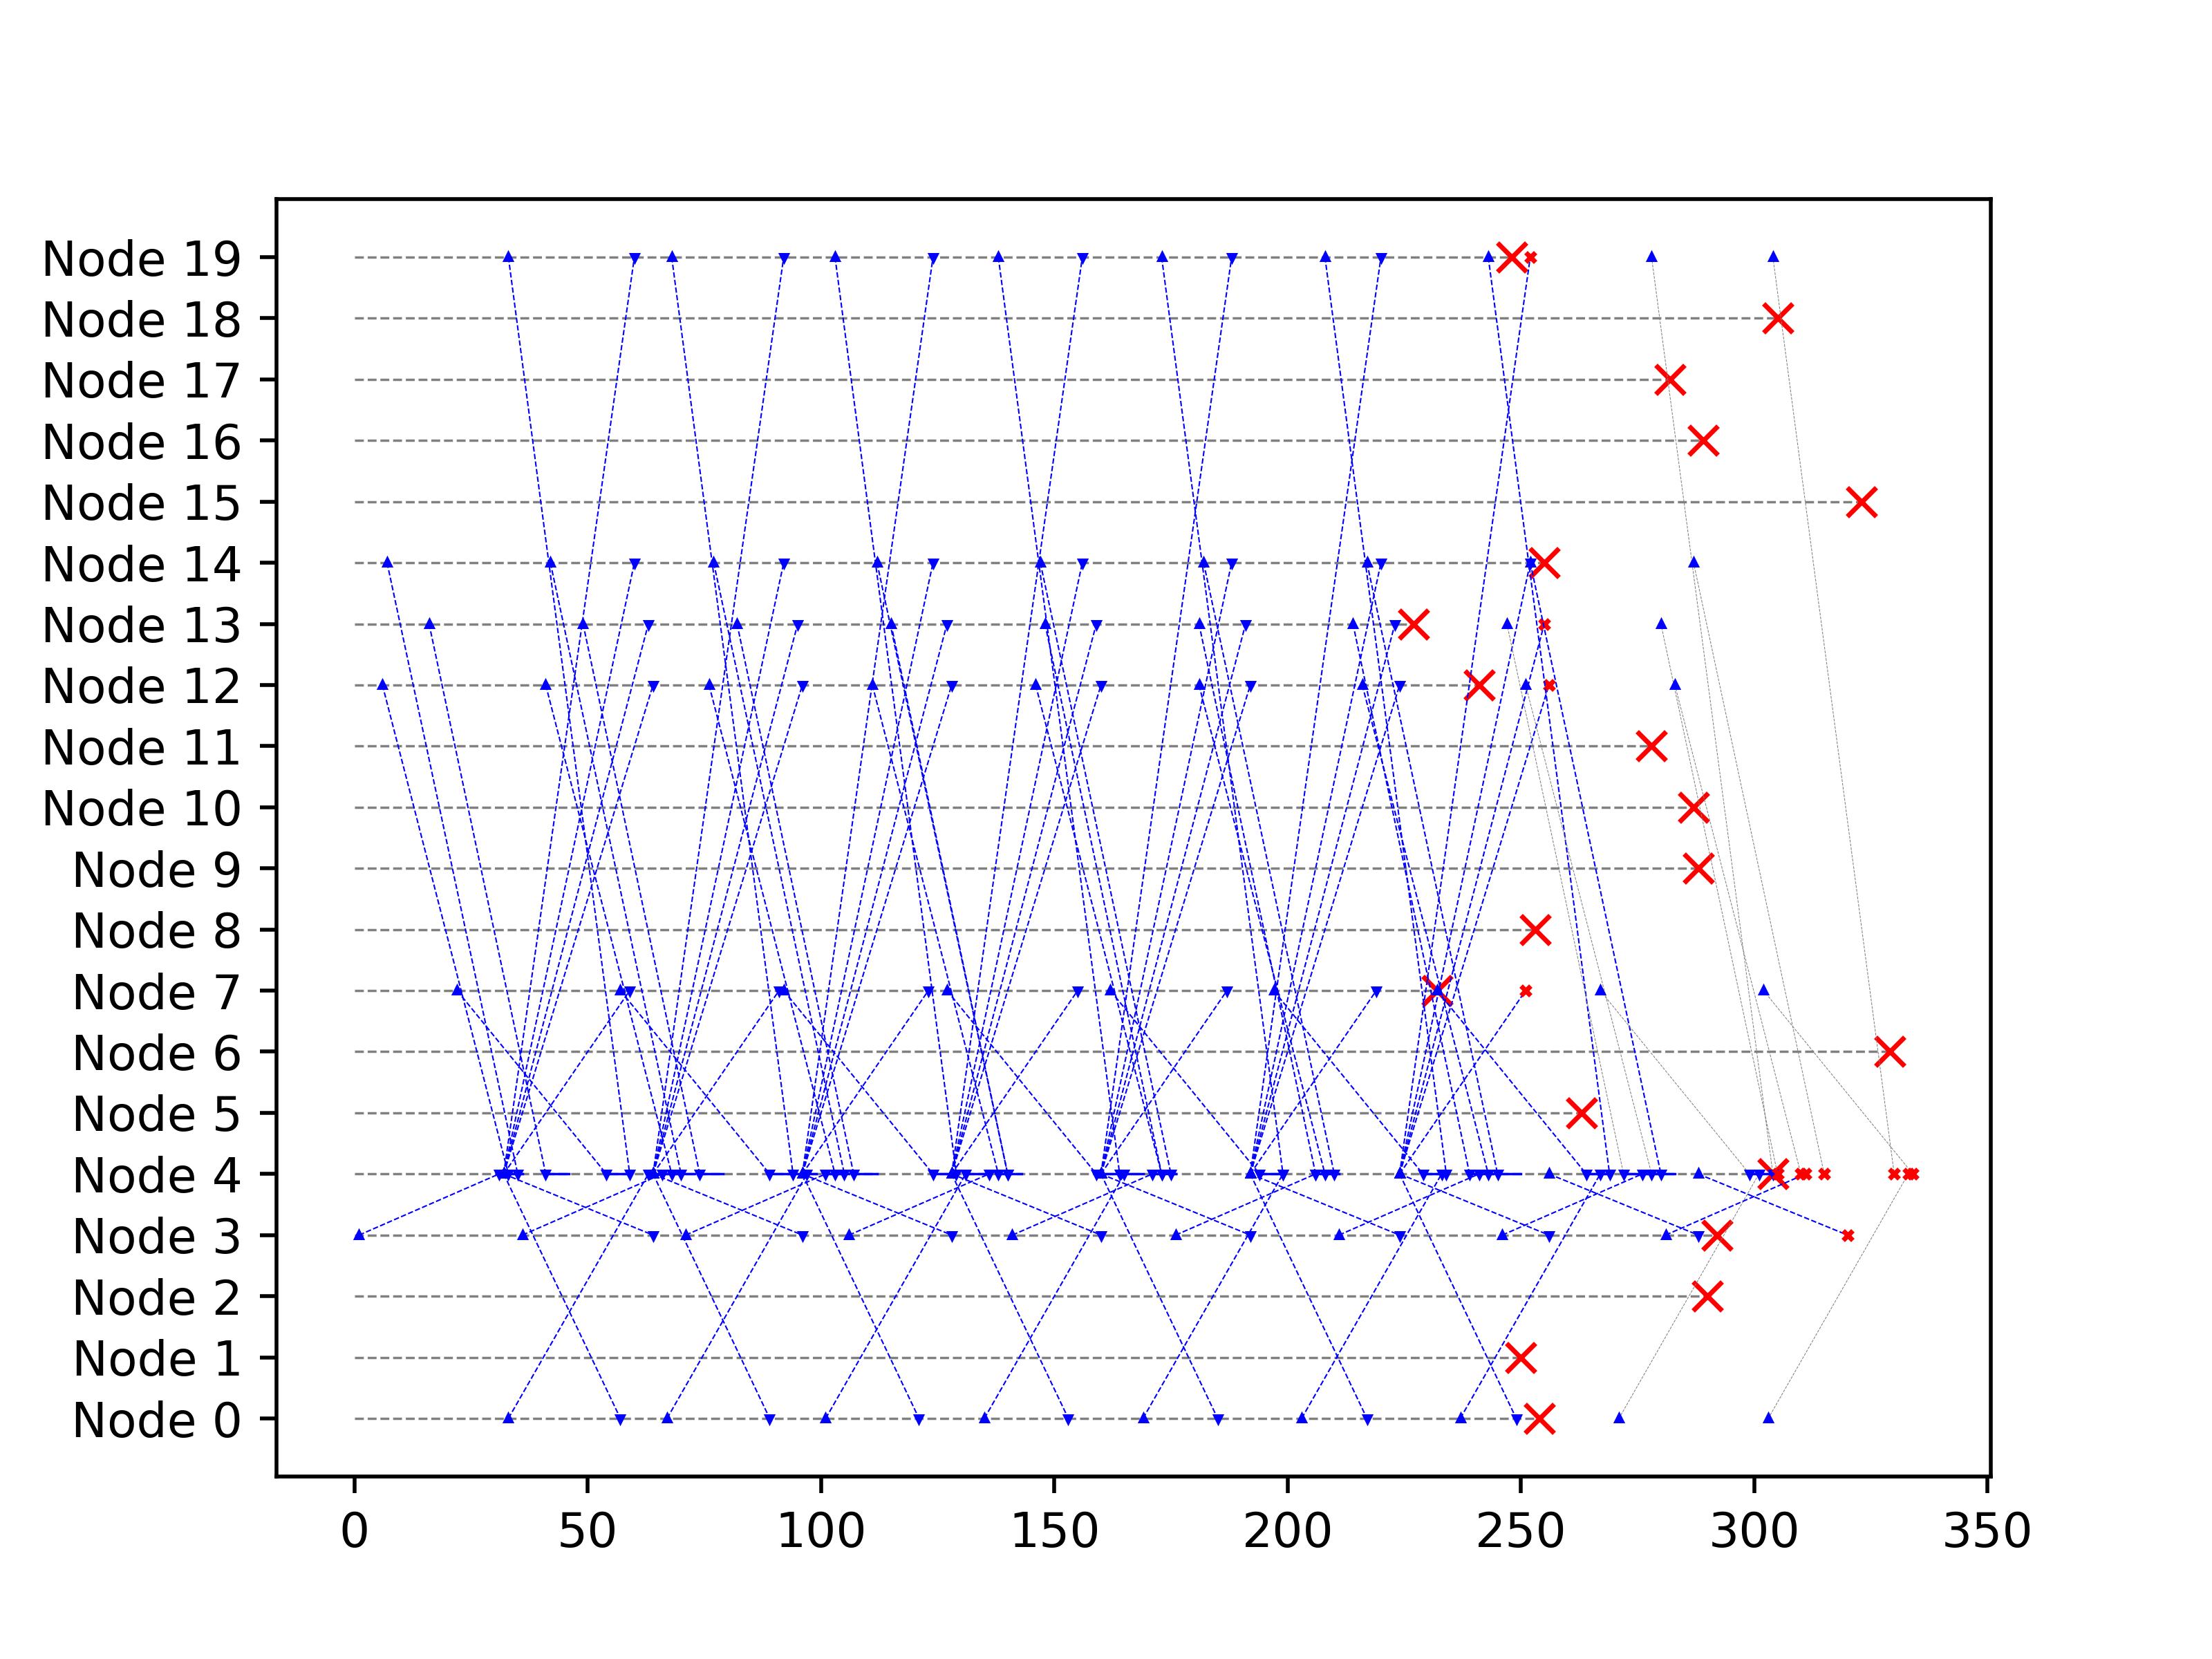 Node 19
Node 18
Node 17
Node 16
Node 15
Node 14
Node 13
Node 12
Node 11
Node 10
Node 9
Node 8
Node 7
Node 6
Node 5
Node 4
Node 3
Node 2
Node 1
Node 0
0 50 100 150 200 250 300 350